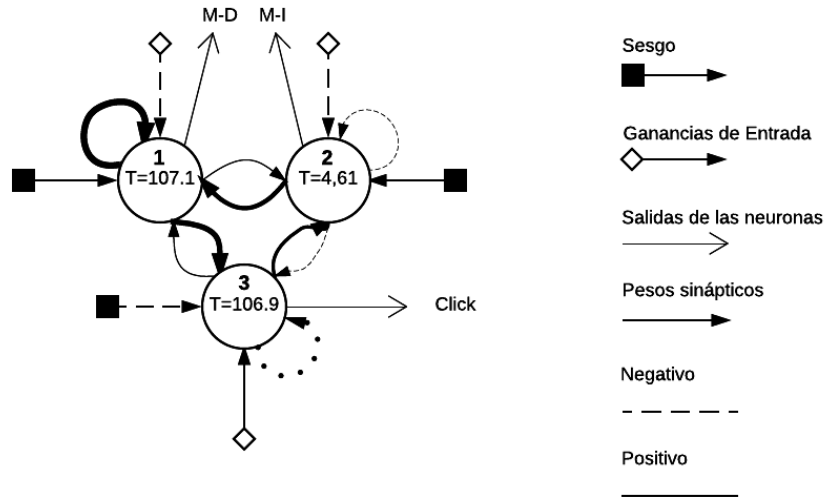 M-D
M-I
1
T=107.1
2
T=4,61
3
T=106.9
Click
Sesgo
Ganancias de Entrada
Salidas de las neuronas
Pesos sinápticos
Negativo
Positivo